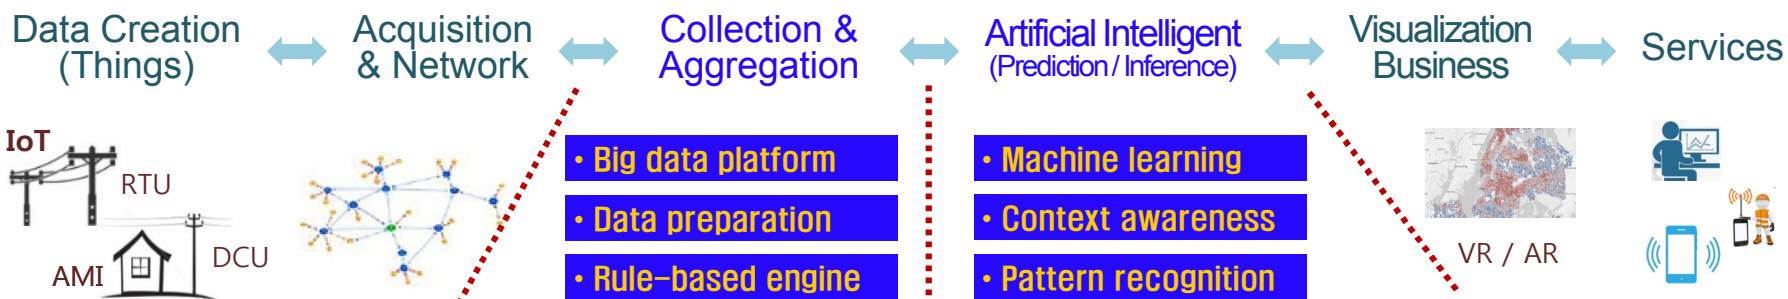 Data Creation
(Things)
Acquisition
& Network
Collection &
Aggregation
Artificial Intelligent
(Prediction / Inference)
Visualization
Business
Services
IoT
RTU
DCU
AMI
• Big data platform
• Data preparation
• Rule-based engine
• Machine learning
• Context awareness
• Pattern recognition
VR / AR